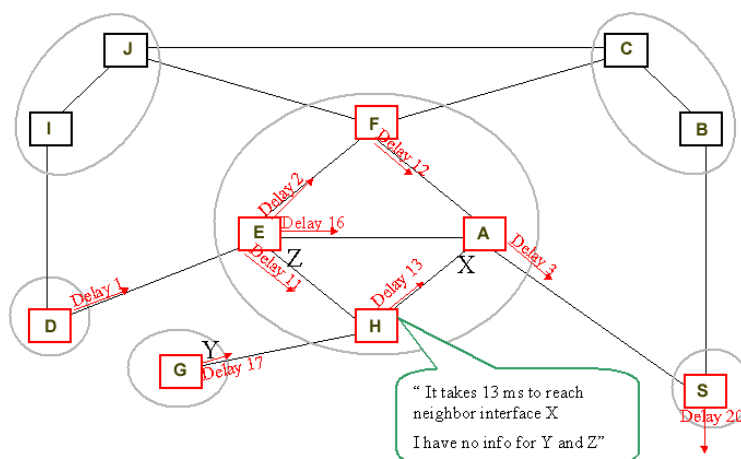 J
C
I
B
F
Delay 12
Delay 2
E
Delay 16
A
Z
X
Delay 11
Delay 13
Delay 3
Delay 1
D
H
Y
G
Delay 17
S
Delay 20
“ It takes 13 ms to reach
neighbor interface X
I have no info for Y and Z”